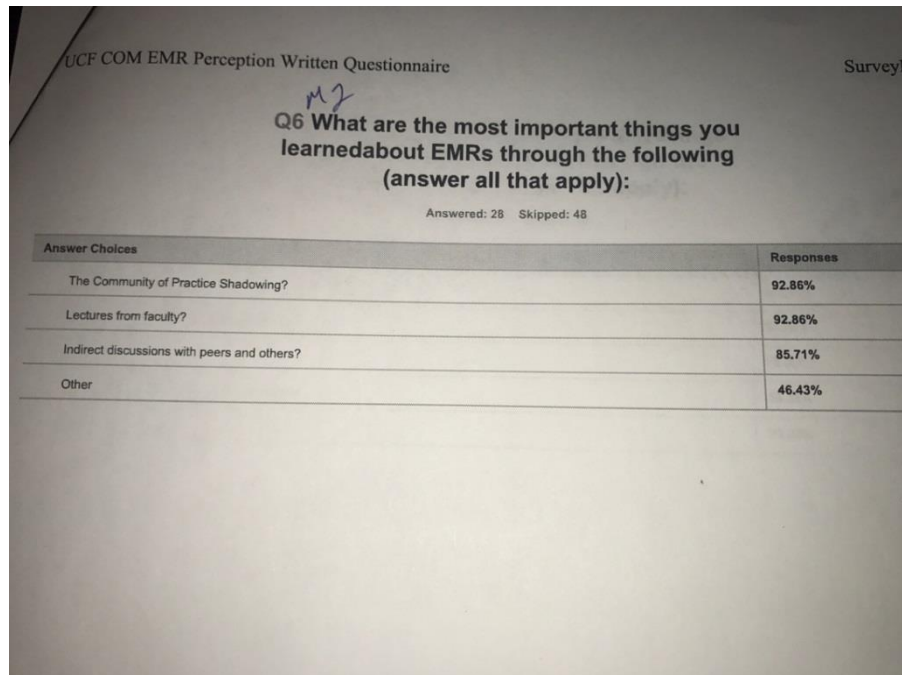 UCF COM EMR Perception Written Questionnaire
Survey
M2
Q6 What are the most important things you
learnedabout EMRs through the following
(answer all that apply):
Answered: 28 Skipped: 48
Answer Choices Responses
The Community of Practice Shadowing? 92.86%
Lectures from faculty? 92.86%
Indirect discussions with peers and others? 85.71%
Other 46.43%